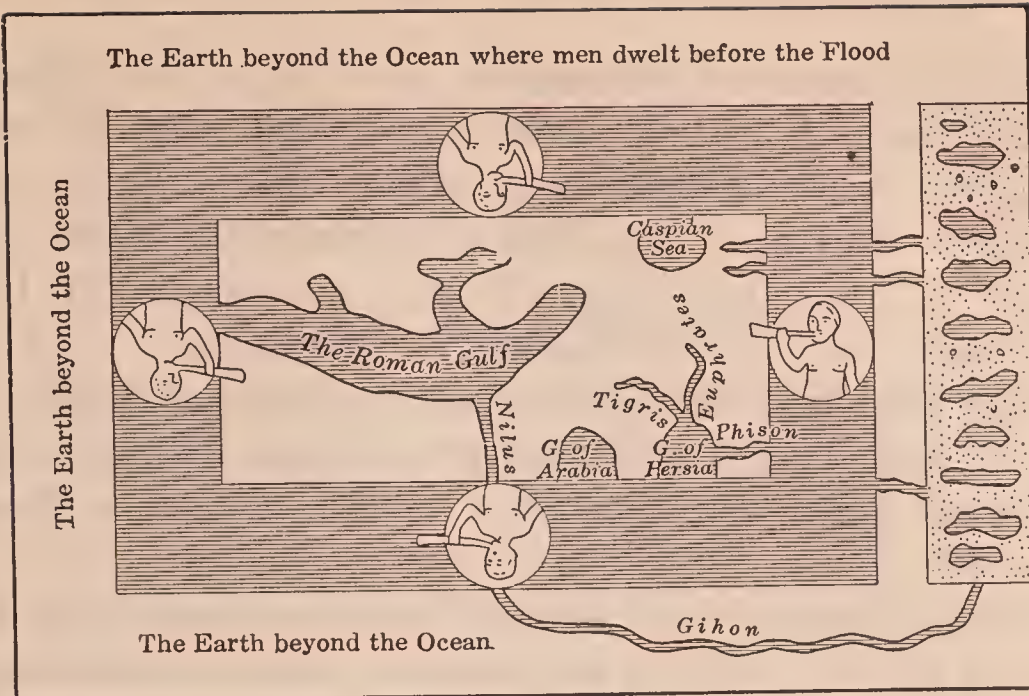 The Earth beyond the Ocean where men dwelt before the Flood
The Earth beyond the Ocean
Caspian
Sea
The Roman Gulf
Euphrates
Tigris
Nilus
Phison
G. of
Arabia
G. of
Hersia
Gihon
The Earth beyond the Ocean.